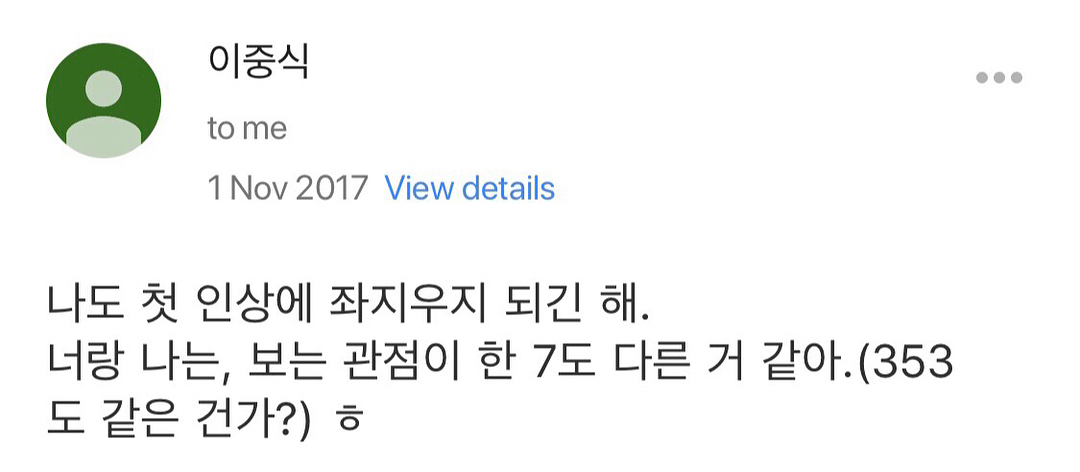 이중식
to me
1 Nov 2017 View details
나도 첫 인상에 좌지우지 되긴 해.
너랑 나는, 보는 관점이 한 7도 다른 거 같아.(353
도 같은 건가?) ㅎ